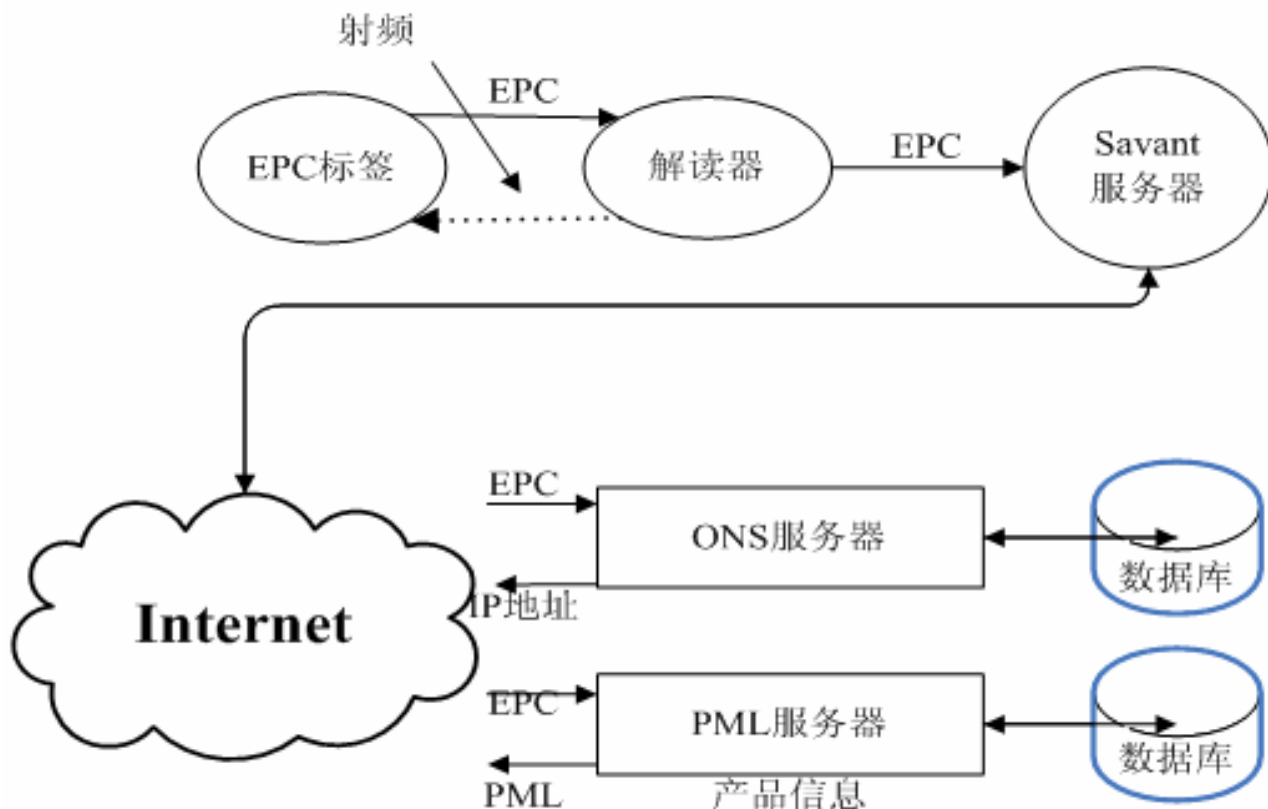 射频
EPC
EPC标签
解读器
EPC
Savant
服务器
EPC
ONS服务器
数据库
IP地址
Internet
EPC
PML服务器
数据库
PML
产品信息